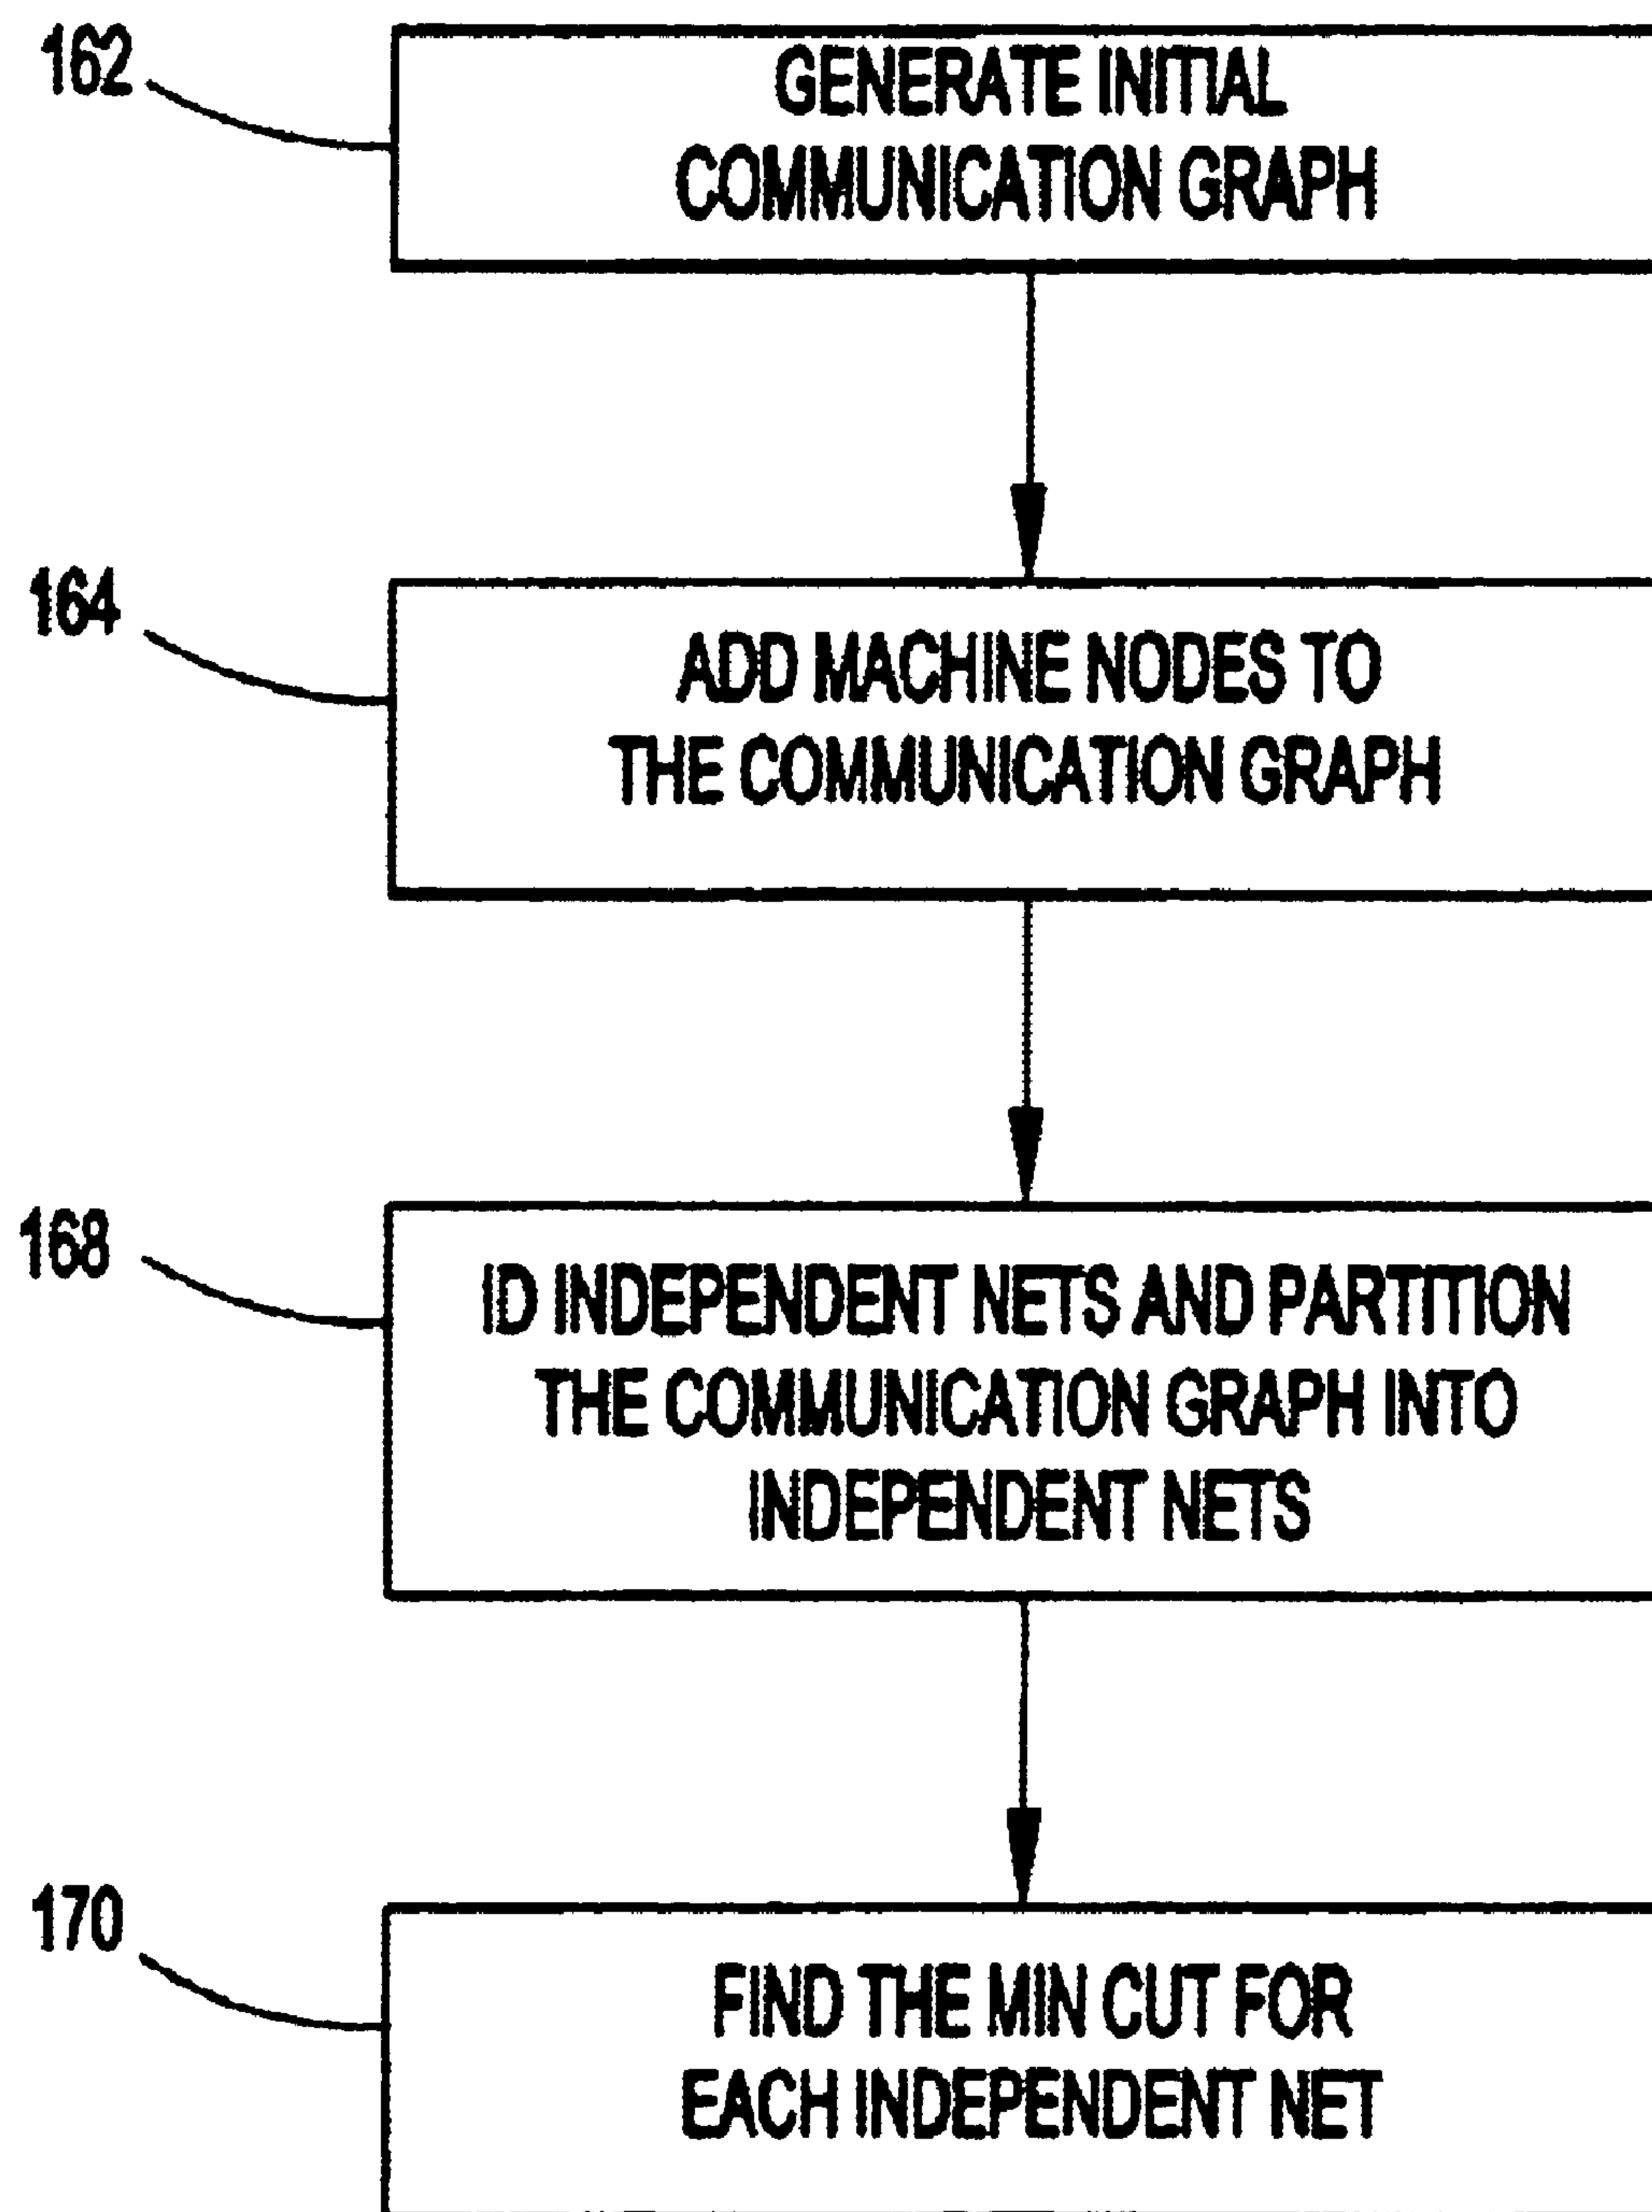 162
GENERATE INITIAL
COMMUNICATION GRAPH
164
ADD MACHINE NODES TO
THE COMMUNICATION GRAPH
168
ID INDEPENDENT NETS AND PARTITION
THE COMMUNICATION GRAPH INTO
INDEPENDENT NETS
170
FIND THE MIN CUT FOR
EACH INDEPENDENT NET